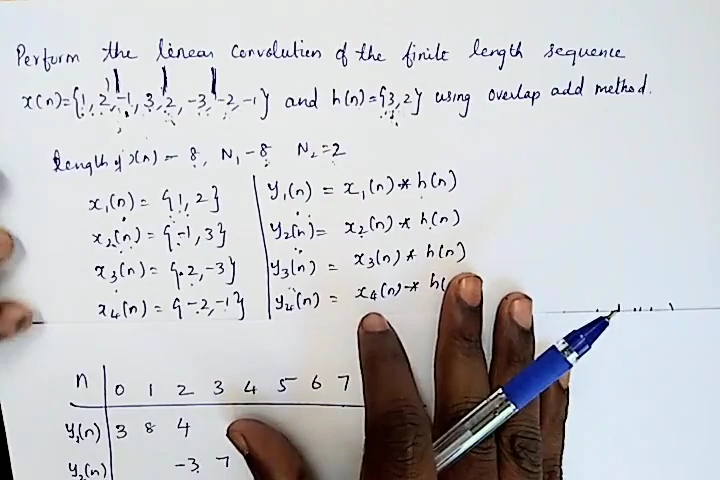 Perform the linear Convolution of the finite length sequence
x(n)={1, 2, -1, 3, 2, -3, -2, -1} and h(n)={3, 2} using overlap add method.
Length of x(n) = 8, N1 = 8 N2 = 2
x1(n) = {1, 2} y1(n) = x1(n) * h(n)
x2(n) = {-1, 3} y2(n) = x2(n) * h(n)
x3(n) = {2, -3} y3(n) = x3(n) * h(n)
x4(n) = {-2, -1} y4(n) = x4(n) * h(
n 0 1 2 3 4 5 6 7
y1(n) 3 8 4
y2(n) -3 7